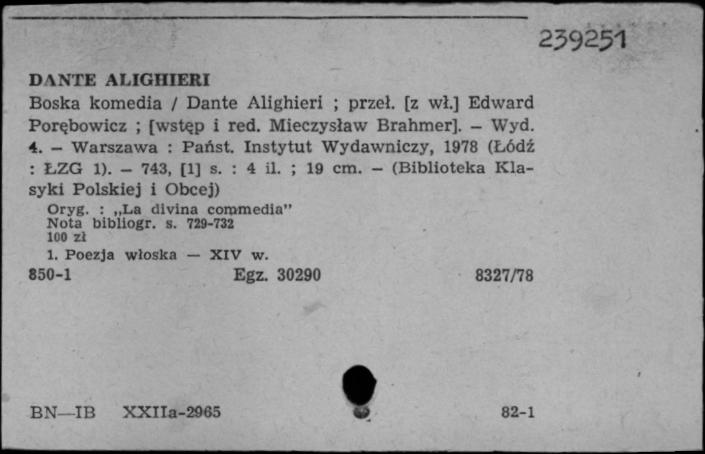 239251
DANTE ALIGHIERI
Boska komedia / Dante Alighieri ; przeł. [z wł.] Edward
Porębowicz ; [wstęp i red. Mieczysław Brahmer]. — Wyd.
4. — Warszawa : Państ. Instytut Wydawniczy, 1978 (Łódź
: ŁZG 1). — 743, [1] s. : 4 il. ; 19 cm. — (Biblioteka Kla-
syki Polskiej i Obcej)
Oryg. : „La divina commedia”
Nota bibliogr. s. 729-732
100 zł
1. Poezja włoska — XIV w.
850-1 Egz. 30290 8327/78
BN—IB XXIIa-2965 82-1